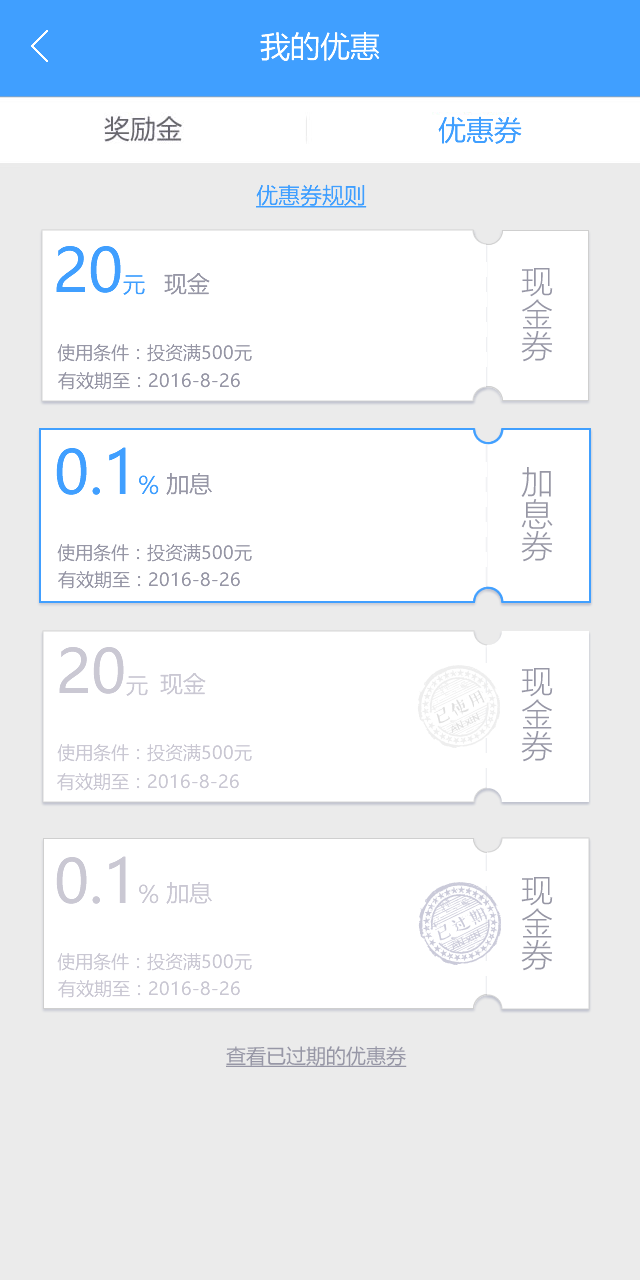 我的优惠
奖励金
优惠券
优惠券规则
20元 现金
现金券
使用条件：投资满500元
有效期至：2016-8-26
0.1% 加息
加息券
使用条件：投资满500元
有效期至：2016-8-26
20元 现金
已使用
JIN XIN
现金券
使用条件：投资满500元
有效期至：2016-8-26
0.1% 加息
已过期
JIN XIN
现金券
使用条件：投资满500元
有效期至：2016-8-26
查看已过期的优惠券